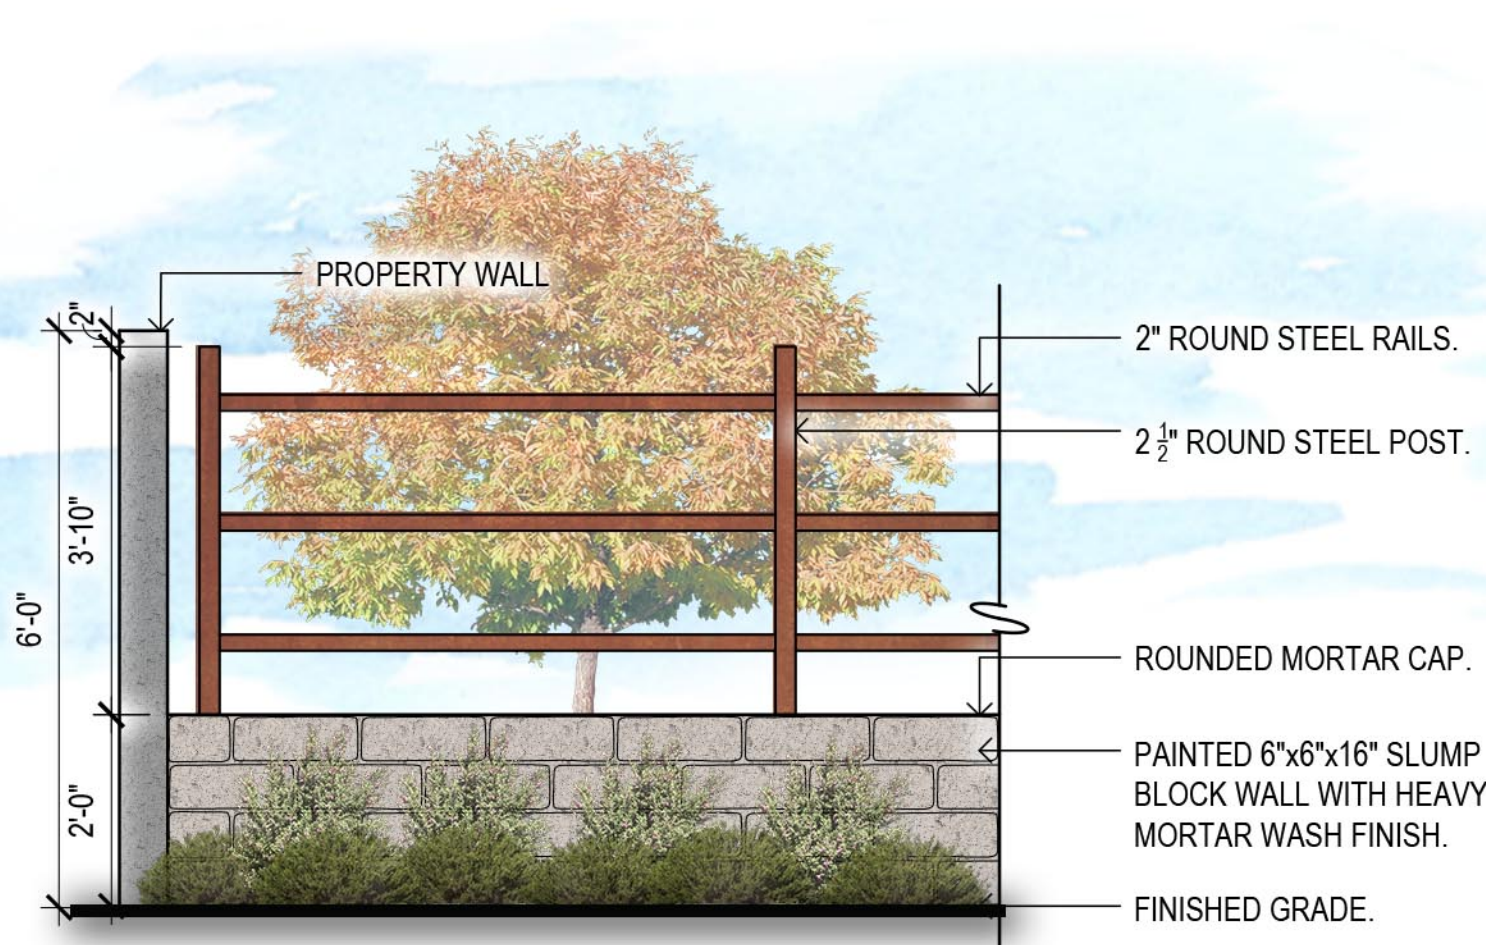 PROPERTY WALL
2"
3'-10"
6'-0"
2'-0"
2" ROUND STEEL RAILS.
2 1/2" ROUND STEEL POST.
ROUNDED MORTAR CAP.
PAINTED 6"x6"x16" SLUMP
BLOCK WALL WITH HEAVY
MORTAR WASH FINISH.
FINISHED GRADE.